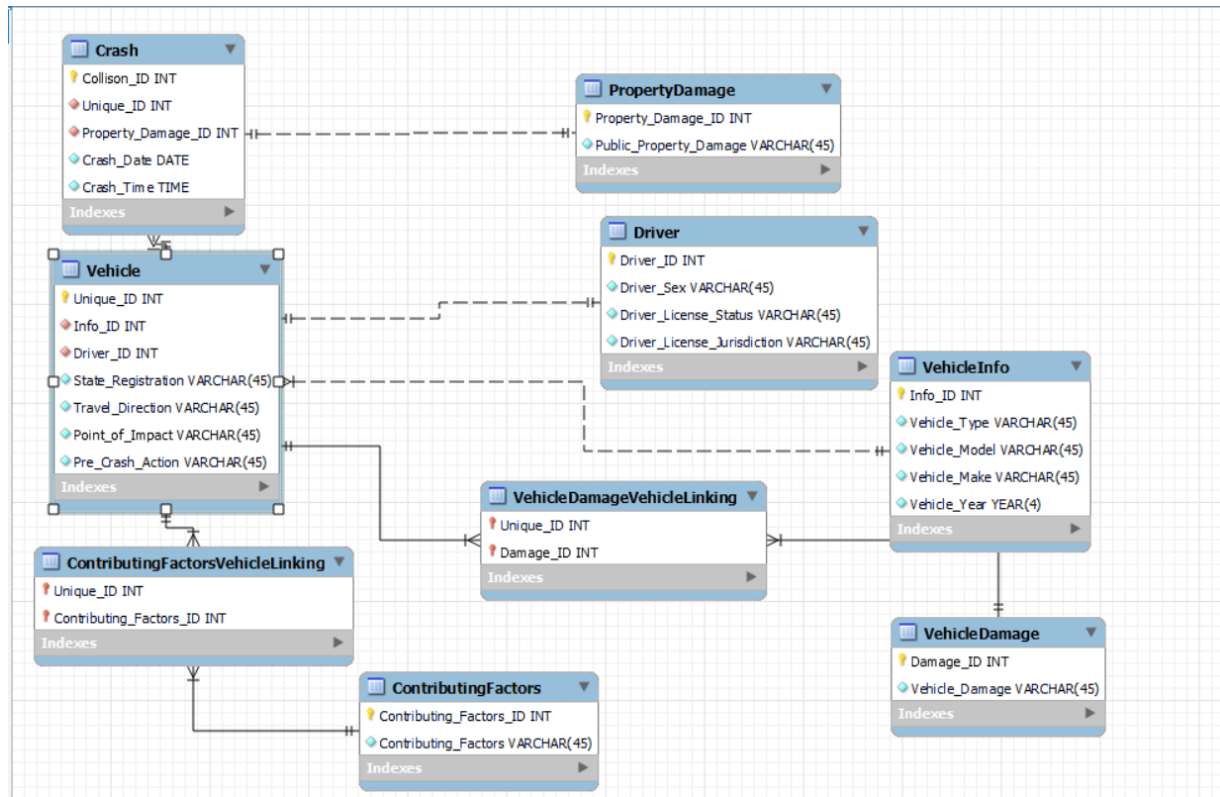 Crash
Collison_ID INT
Unique_ID INT
Property_Damage_ID INT
Crash_Date DATE
Crash_Time TIME
Indexes
PropertyDamage
Property_Damage_ID INT
Public_Property_Damage VARCHAR(45)
Indexes
Vehicle
Unique_ID INT
Info_ID INT
Driver_ID INT
State_Registration VARCHAR(45)
Travel_Direction VARCHAR(45)
Point_of_Impact VARCHAR(45)
Pre_Crash_Action VARCHAR(45)
Indexes
Driver
Driver_ID INT
Driver_Sex VARCHAR(45)
Driver_License_Status VARCHAR(45)
Driver_License_Jurisdiction VARCHAR(45)
Indexes
VehicleInfo
Info_ID INT
Vehicle_Type VARCHAR(45)
Vehicle_Model VARCHAR(45)
Vehicle_Make VARCHAR(45)
Vehicle_Year YEAR(4)
Indexes
VehicleDamageVehicleLinking
Unique_ID INT
Damage_ID INT
Indexes
ContributingFactorsVehicleLinking
Unique_ID INT
Contributing_Factors_ID INT
Indexes
VehicleDamage
Damage_ID INT
Vehicle_Damage VARCHAR(45)
Indexes
ContributingFactors
Contributing_Factors_ID INT
Contributing_Factors VARCHAR(45)
Indexes